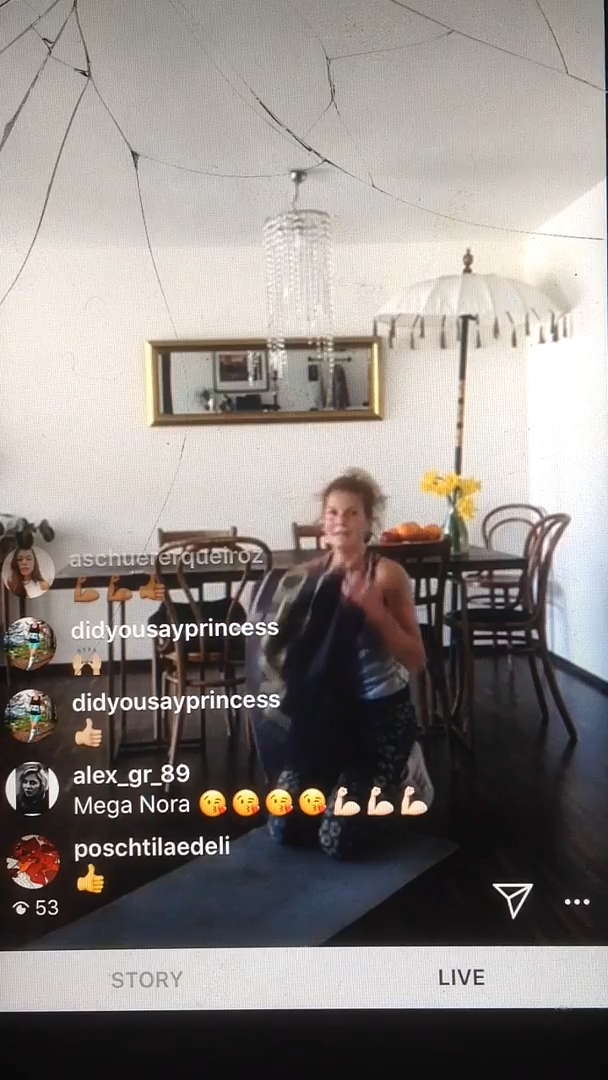 aschuererqueiroz
💪🏽💪🏽👍🏽
didyousayprincess
🙌🏼
didyousayprincess
👍🏼
alex_gr_89
Mega Nora 😘😘😘😘💪🏻💪🏻💪🏻
poschtilaedeli
👍
53
STORY
LIVE